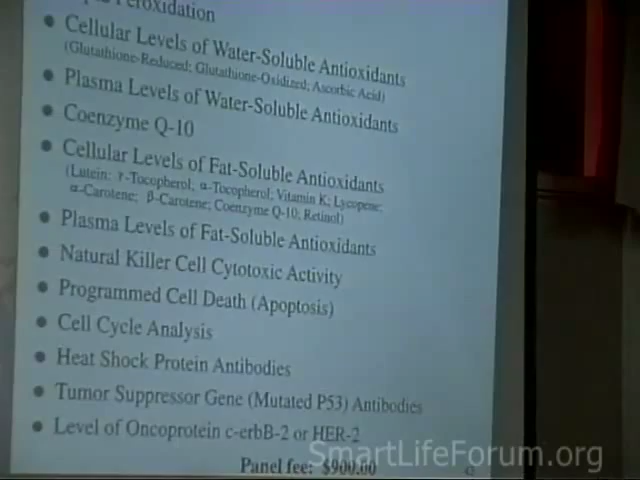 Peroxidation
● Cellular Levels of Water-Soluble Antioxidants
(Glutathione-Reduced; Glutathione-Oxidized; Ascorbic Acid)
● Plasma Levels of Water-Soluble Antioxidants
● Coenzyme Q-10
● Cellular Levels of Fat-Soluble Antioxidants
(Lutein: γ-Tocopherol; α-Tocopherol; Vitamin K; Lycopene;
α-Carotene; β-Carotene; Coenzyme Q-10; Retinol)
● Plasma Levels of Fat-Soluble Antioxidants
● Natural Killer Cell Cytotoxic Activity
● Programmed Cell Death (Apoptosis)
● Cell Cycle Analysis
● Heat Shock Protein Antibodies
● Tumor Suppressor Gene (Mutated P53) Antibodies
● Level of Oncoprotein c-erbB-2 or HER-2
Panel fee: $900.00
SmartLifeForum.org